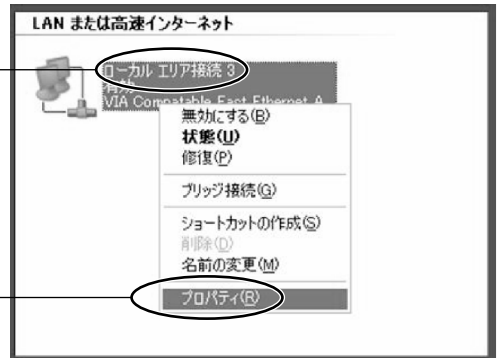 LAN または高速インターネット
ローカル エリア接続 3
有効
VIA Compatable Fast Ethernet A
無効にする(B)
状態(U)
修復(P)
ブリッジ接続(G)
ショートカットの作成(S)
削除(D)
名前の変更(M)
プロパティ(R)